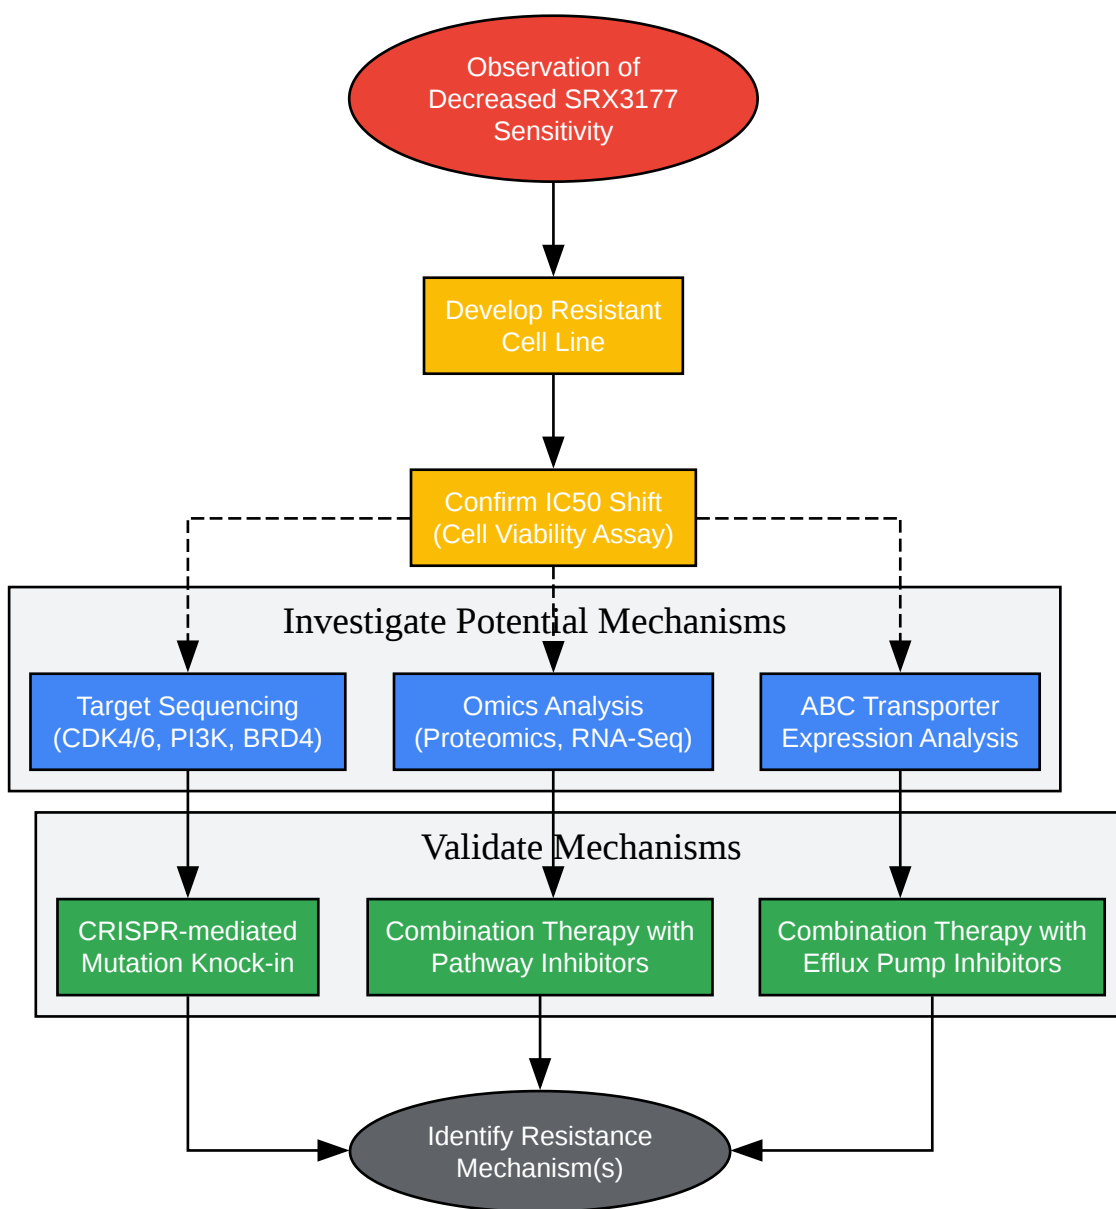 Observation of
Decreased SRX3177
Sensitivity
Develop Resistant
Cell Line
Confirm IC50 Shift
(Cell Viability Assay)
Investigate Potential Mechanisms
Target Sequencing
(CDK4/6, PI3K, BRD4)
Omics Analysis
(Proteomics, RNA-Seq)
ABC Transporter
Expression Analysis
Validate Mechanisms
CRISPR-mediated
Mutation Knock-in
Combination Therapy with
Pathway Inhibitors
Combination Therapy with
Efflux Pump Inhibitors
Identify Resistance
Mechanism(s)